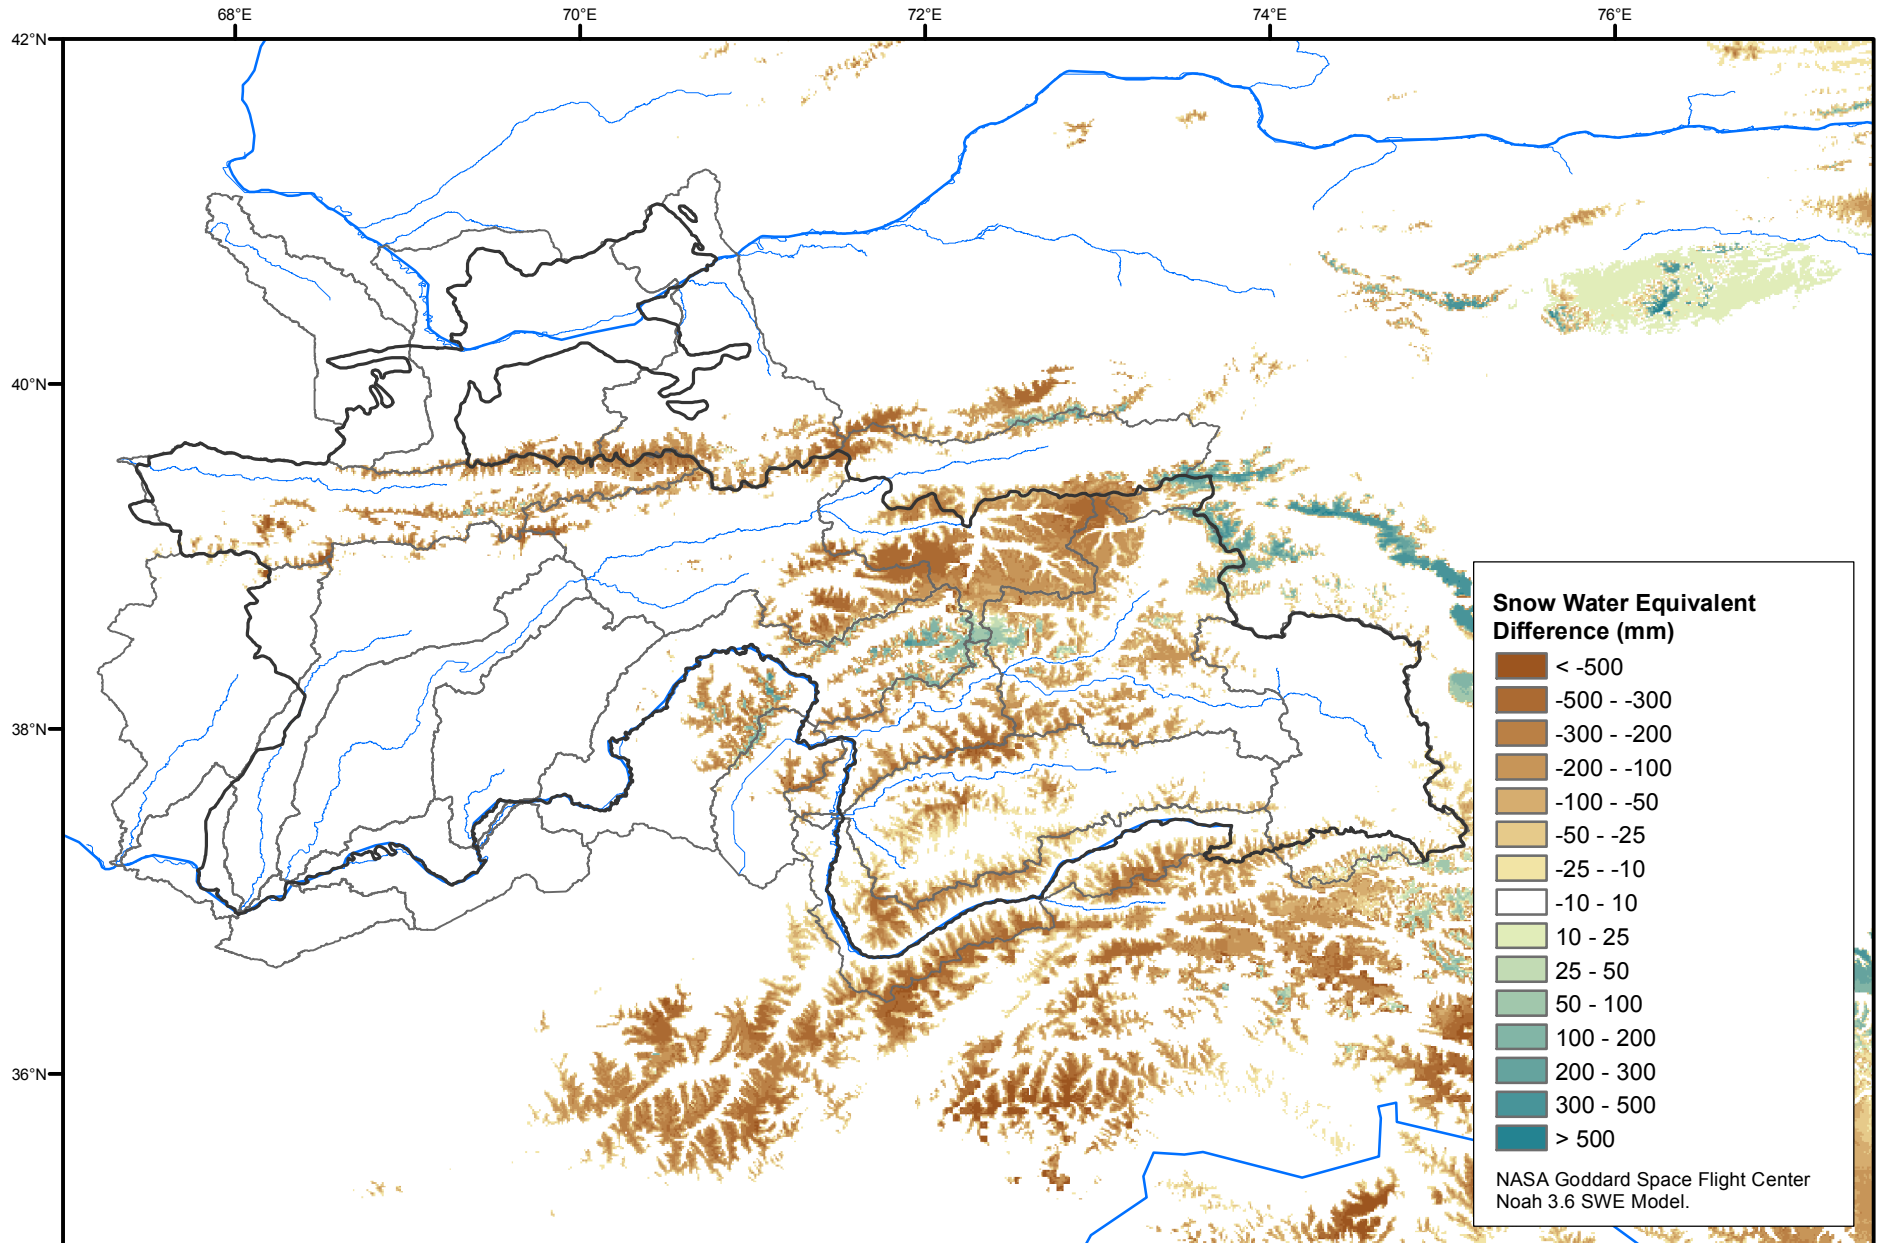 68°E 70°E 72°E 74°E 76°E
42°N
40°N
38°N
36°N
Snow Water Equivalent
Difference (mm)
< -500
-500 - -300
-300 - -200
-200 - -100
-100 - -50
-50 - -25
-25 - -10
-10 - 10
10 - 25
25 - 50
50 - 100
100 - 200
200 - 300
300 - 500
> 500
NASA Goddard Space Flight Center
Noah 3.6 SWE Model.